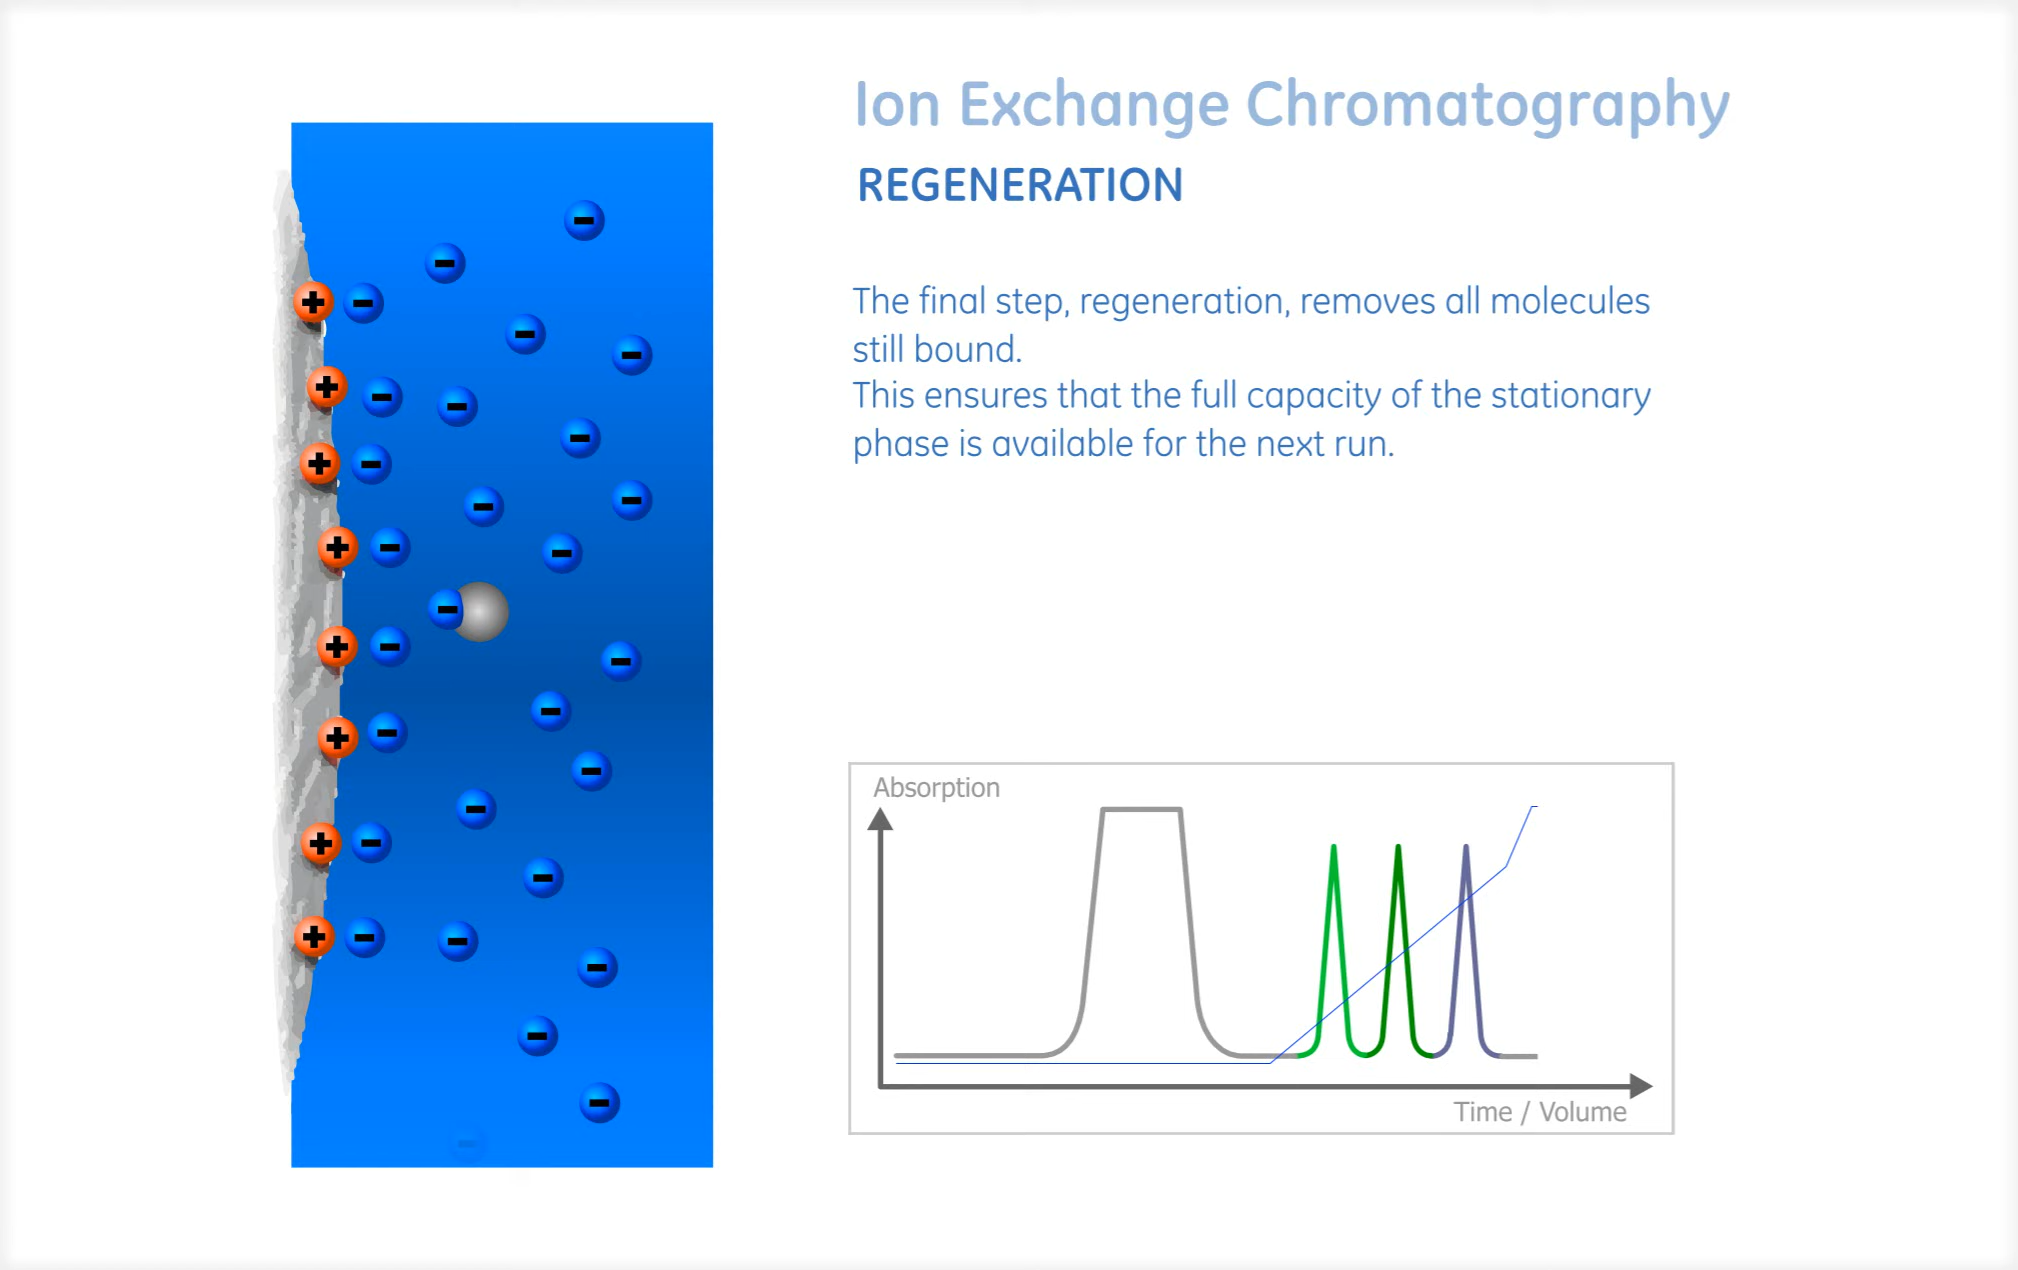 Ion Exchange Chromatography
REGENERATION
The final step, regeneration, removes all molecules
still bound.
This ensures that the full capacity of the stationary
phase is available for the next run.
Absorption
Time / Volume